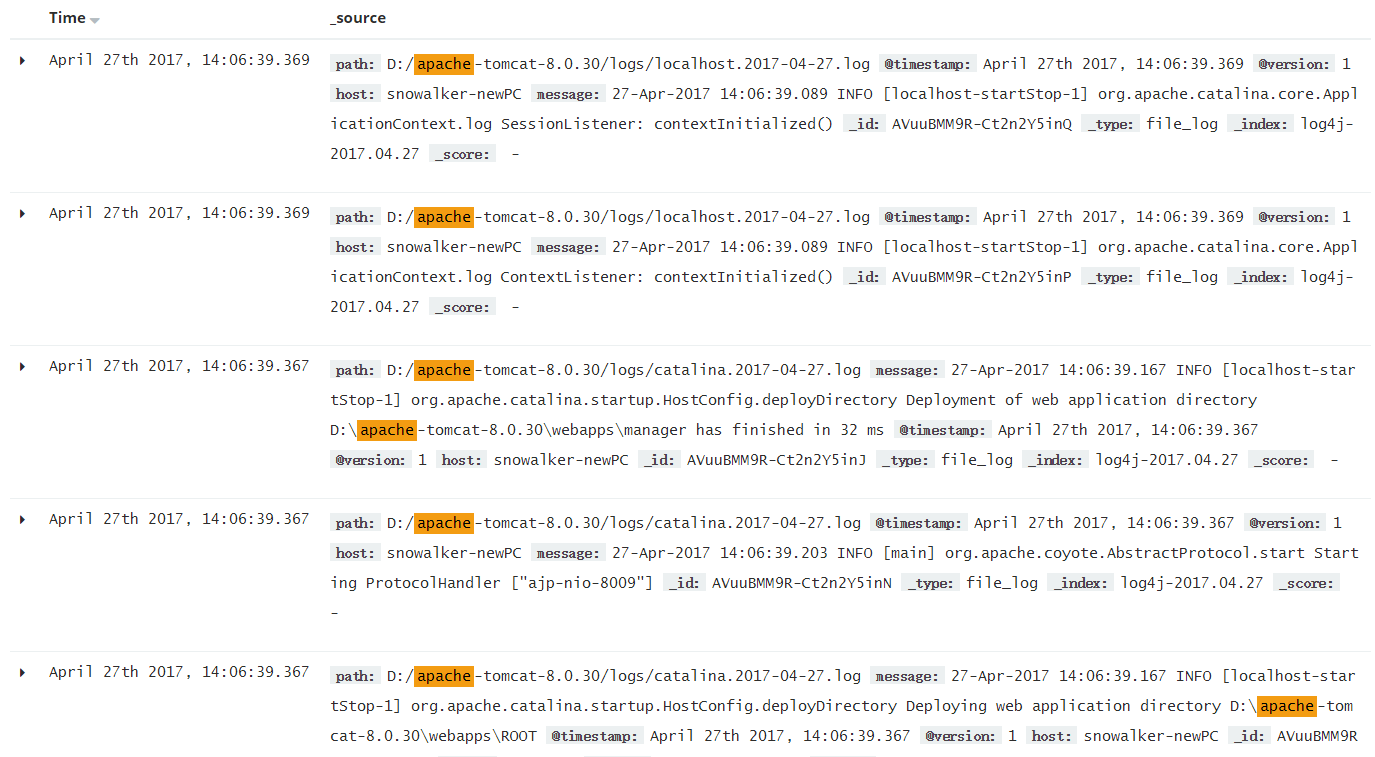 Time _source
April 27th 2017, 14:06:39.369 path: D:/apache-tomcat-8.0.30/logs/localhost.2017-04-27.log @timestamp: April 27th 2017, 14:06:39.369 @version: 1
host: snowalker-newPC message: 27-Apr-2017 14:06:39.089 INFO [localhost-startStop-1] org.apache.catalina.core.Appl
icationContext.log SessionListener: contextInitialized() _id: AVuuBMM9R-Ct2n2Y5inQ _type: file_log _index: log4j-
2017.04.27 _score: -
April 27th 2017, 14:06:39.369 path: D:/apache-tomcat-8.0.30/logs/localhost.2017-04-27.log @timestamp: April 27th 2017, 14:06:39.369 @version: 1
host: snowalker-newPC message: 27-Apr-2017 14:06:39.089 INFO [localhost-startStop-1] org.apache.catalina.core.Appl
icationContext.log ContextListener: contextInitialized() _id: AVuuBMM9R-Ct2n2Y5inP _type: file_log _index: log4j-
2017.04.27 _score: -
April 27th 2017, 14:06:39.367 path: D:/apache-tomcat-8.0.30/logs/catalina.2017-04-27.log message: 27-Apr-2017 14:06:39.167 INFO [localhost-star
tStop-1] org.apache.catalina.startup.HostConfig.deployDirectory Deployment of web application directory
D:\apache-tomcat-8.0.30\webapps\manager has finished in 32 ms @timestamp: April 27th 2017, 14:06:39.367
@version: 1 host: snowalker-newPC _id: AVuuBMM9R-Ct2n2Y5inJ _type: file_log _index: log4j-2017.04.27 _score: -
April 27th 2017, 14:06:39.367 path: D:/apache-tomcat-8.0.30/logs/catalina.2017-04-27.log @timestamp: April 27th 2017, 14:06:39.367 @version: 1
host: snowalker-newPC message: 27-Apr-2017 14:06:39.203 INFO [main] org.apache.coyote.AbstractProtocol.start Start
ing ProtocolHandler ["ajp-nio-8009"] _id: AVuuBMM9R-Ct2n2Y5inN _type: file_log _index: log4j-2017.04.27 _score:
-
April 27th 2017, 14:06:39.367 path: D:/apache-tomcat-8.0.30/logs/catalina.2017-04-27.log message: 27-Apr-2017 14:06:39.167 INFO [localhost-star
tStop-1] org.apache.catalina.startup.HostConfig.deployDirectory Deploying web application directory D:\apache-tom
cat-8.0.30\webapps\ROOT @timestamp: April 27th 2017, 14:06:39.367 @version: 1 host: snowalker-newPC _id: AVuuBMM9R